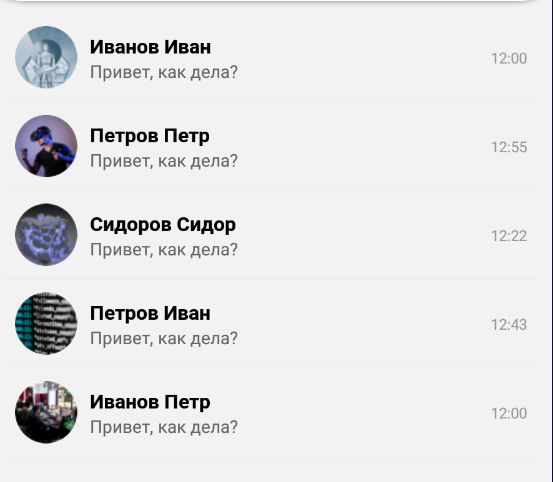 Иванов Иван
Привет, как дела?
12:00
Петров Петр
Привет, как дела?
12:55
Сидоров Сидор
Привет, как дела?
12:22
Петров Иван
Привет, как дела?
12:43
Иванов Петр
Привет, как дела?
12:00